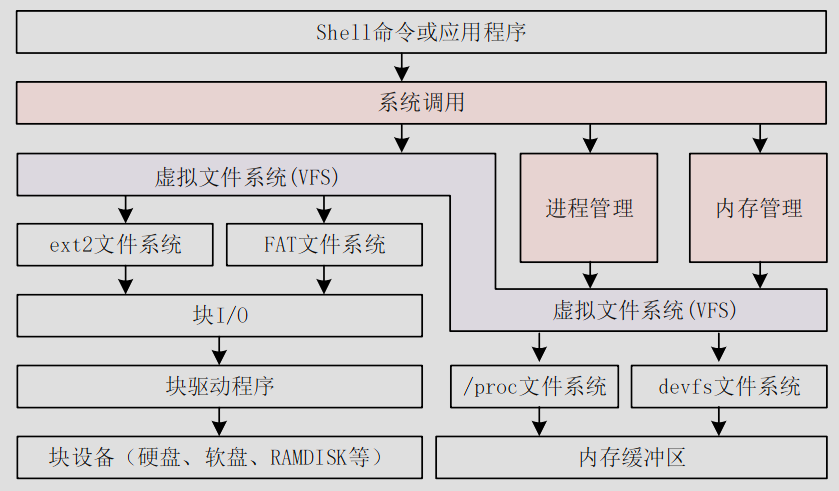 Shell命令或应用程序
系统调用
虚拟文件系统(VFS)
进程管理
内存管理
ext2文件系统
FAT文件系统
块I/O
虚拟文件系统(VFS)
块驱动程序
/proc文件系统
devfs文件系统
块设备（硬盘、软盘、RAMDISK等）
内存缓冲区